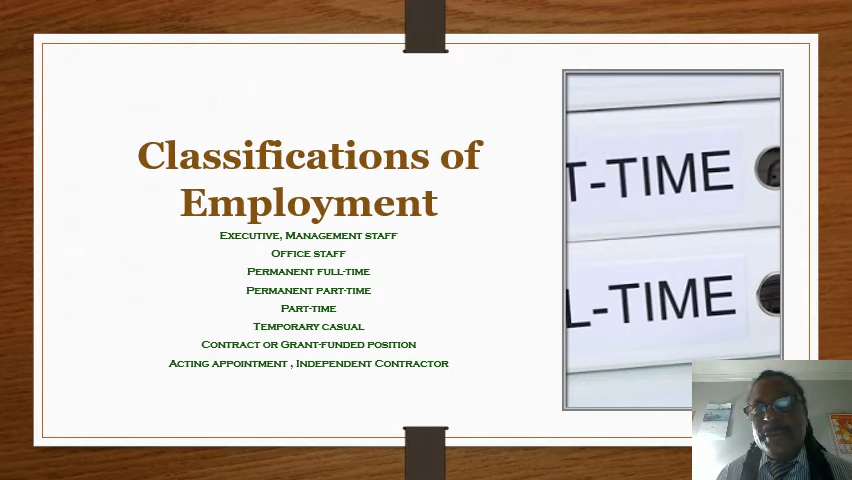 Classifications of
Employment
Executive, Management staff
Office staff
Permanent full-time
Permanent part-time
Part-time
Temporary casual
Contract or Grant-funded position
Acting appointment , Independent Contractor
T-TIME
L-TIME